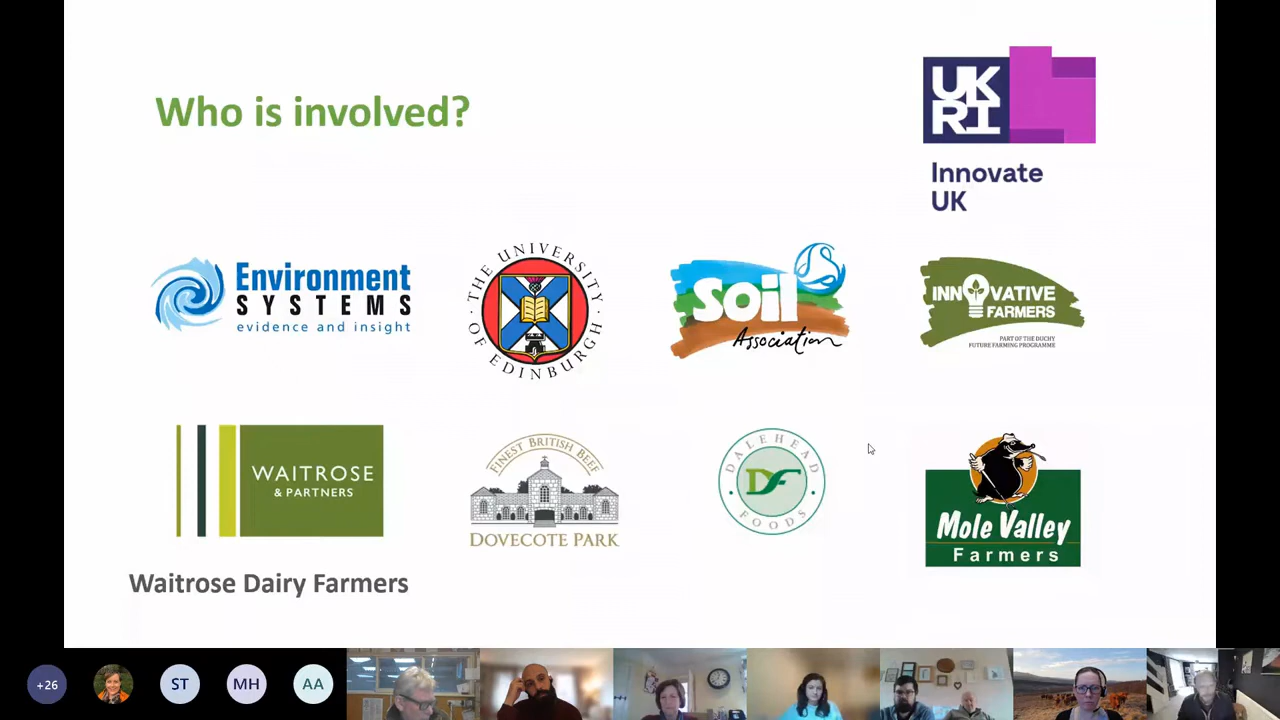 Who is involved?
UK
RI
Innovate
UK
Environment
SYSTEMS
evidence and insight
THE UNIVERSITY
OF EDINBURGH
Soil
Association
INNOVATIVE
FARMERS
PART OF THE DUCHY
FUTURE FARMING PROGRAMME
WAITROSE
& PARTNERS
Waitrose Dairy Farmers
FINEST BRITISH BEEF
DOVECOTE PARK
DALEHEAD
DF
FOODS
Mole Valley
Farmers
+26
ST
MH
AA